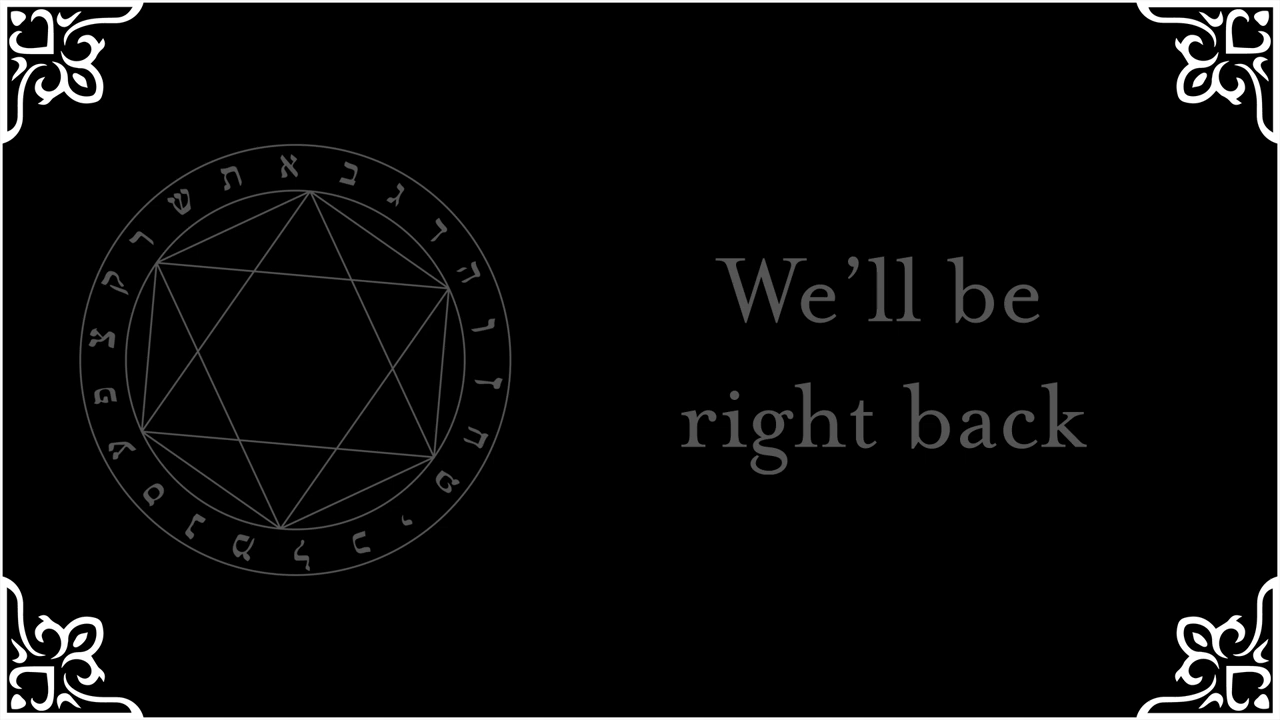 א ב ג ד ה ו ז ח ט י כ ל מ נ ס ע פ צ ק ר ש ת
We’ll be
right back